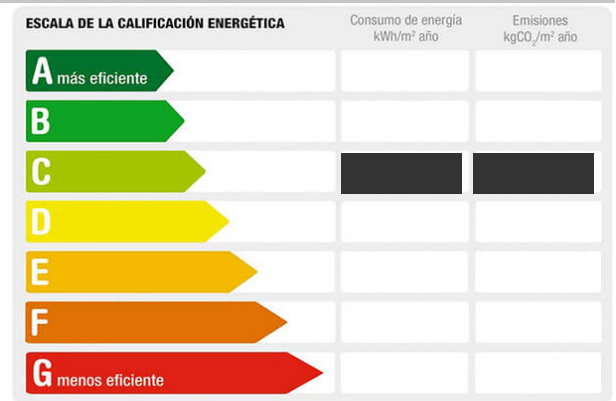 ESCALA DE LA CALIFICACIÓN ENERGÉTICA
Consumo de energía
kWh/m² año
Emisiones
kgCO₂/m² año
A más eficiente
B
C
D
E
F
G menos eficiente